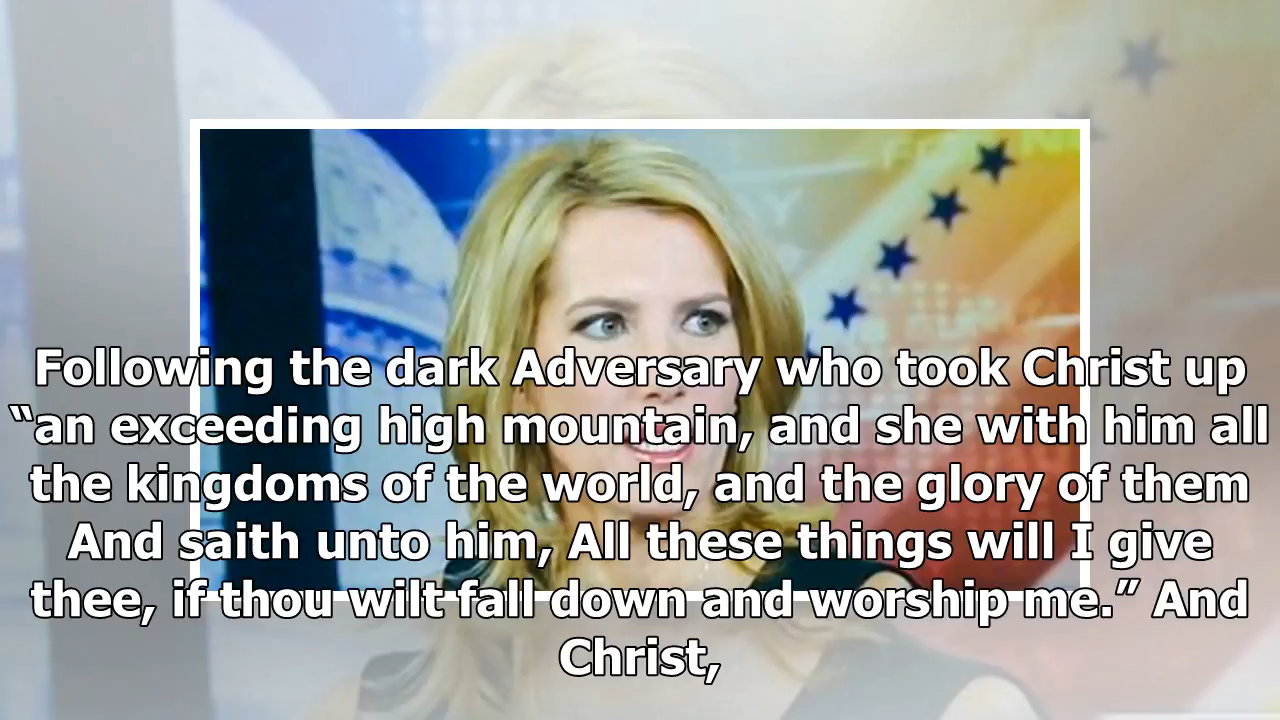 Following the dark Adversary who took Christ up
“an exceeding high mountain, and she with him all
the kingdoms of the world, and the glory of them
And saith unto him, All these things will I give
thee, if thou wilt fall down and worship me.” And
Christ,